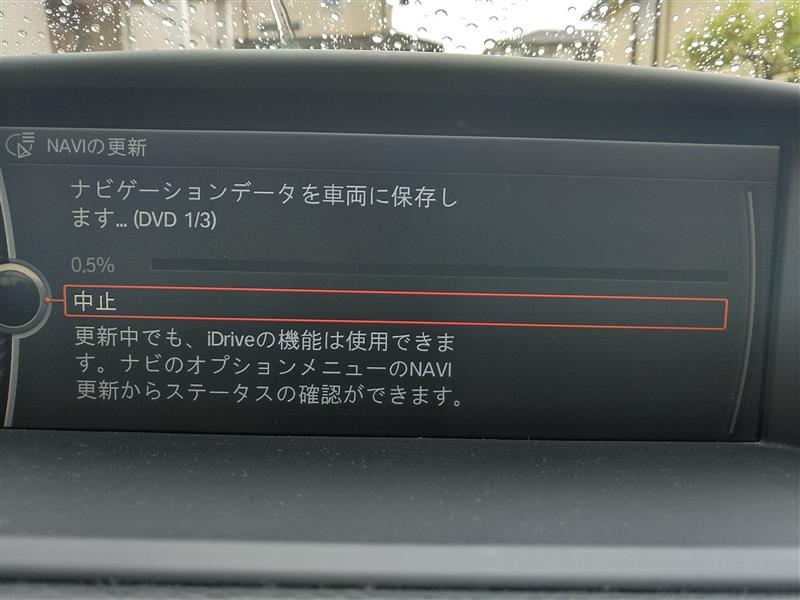 NAVIの更新
ナビゲーションデータを車両に保存し
ます... (DVD 1/3)
0.5%
中止
更新中でも、iDriveの機能は使用できま
す。ナビのオプションメニューのNAVI
更新からステータスの確認ができます。